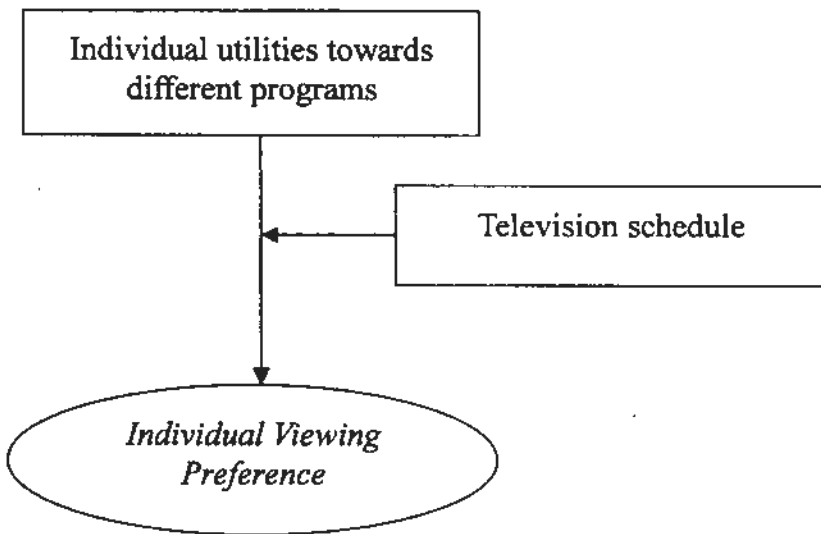 Individual utilities towards
different programs
Television schedule
Individual Viewing
Preference